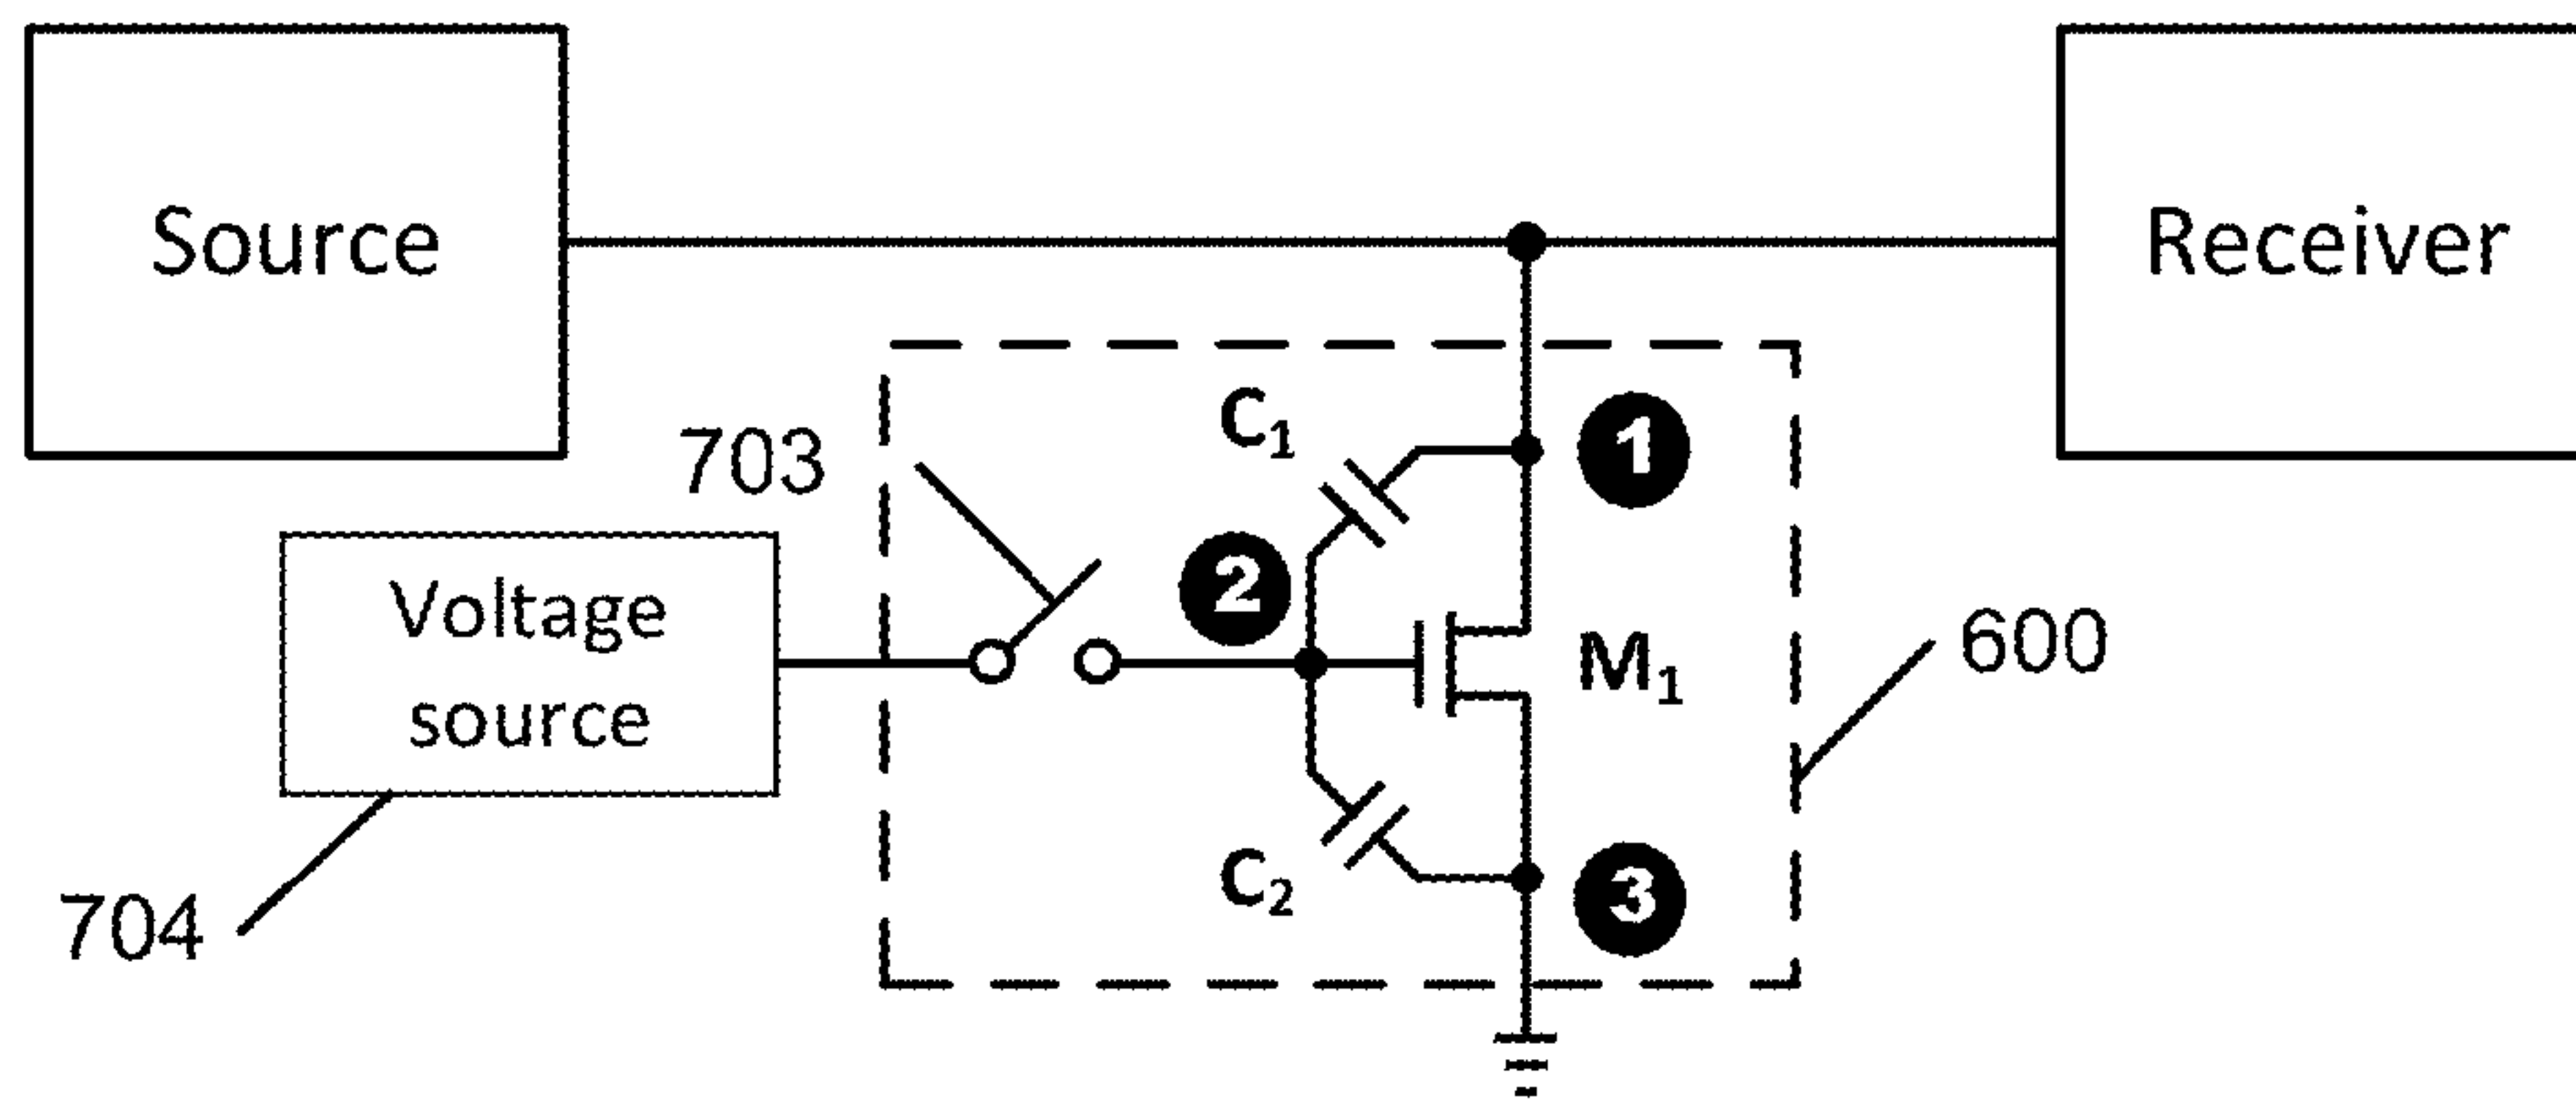 Source
Receiver
C₁
1
703
2
Voltage
source
M₁
600
C₂
3
704